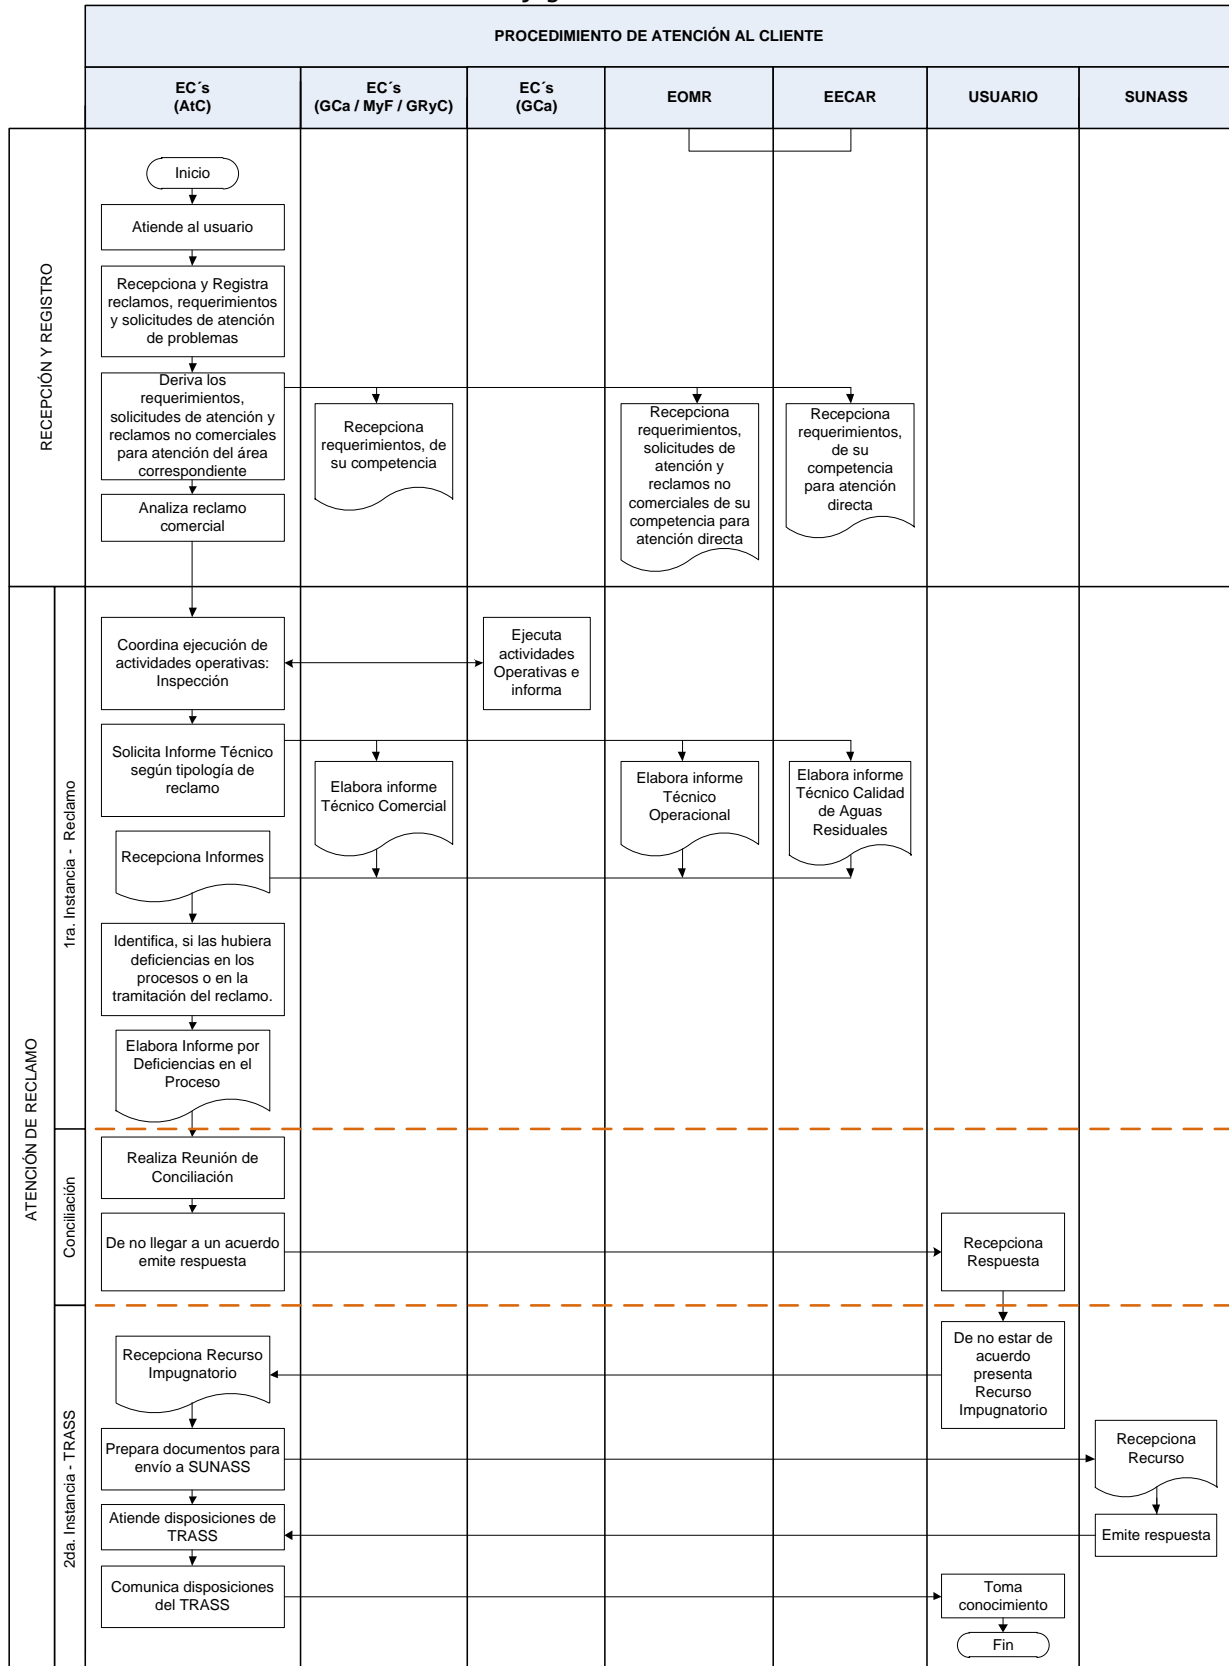 PROCEDIMIENTO DE ATENCIÓN AL CLIENTE
EC´s
(AtC)
EC´s
(GCa / MyF / GRyC)
EC´s
(GCa)
EOMR
EECAR
USUARIO
SUNASS
RECEPCIÓN Y REGISTRO
Inicio
Atiende al usuario
Recepciona y Registra
reclamos, requerimientos
y solicitudes de atención
de problemas
Deriva los
requerimientos,
solicitudes de atención y
reclamos no comerciales
para atención del área
correspondiente
Recepciona
requerimientos, de
su competencia
Recepciona
requerimientos,
solicitudes de
atención y
reclamos no
comerciales de su
competencia para
atención directa
Recepciona
requerimientos,
de su
competencia
para atención
directa
Analiza reclamo
comercial
ATENCIÓN DE RECLAMO
1ra. Instancia - Reclamo
Coordina ejecución de
actividades operativas:
Inspección
Ejecuta
actividades
Operativas e
informa
Solicita Informe Técnico
según tipología de
reclamo
Elabora informe
Técnico Comercial
Elabora informe
Técnico
Operacional
Elabora informe
Técnico Calidad
de Aguas
Residuales
Recepciona Informes
Identifica, si las hubiera
deficiencias en los
procesos o en la
tramitación del reclamo.
Elabora Informe por
Deficiencias en el
Proceso
Conciliación
Realiza Reunión de
Conciliación
De no llegar a un acuerdo
emite respuesta
Recepciona
Respuesta
2da. Instancia - TRASS
De no estar de
acuerdo
presenta
Recurso
Impugnatorio
Recepciona Recurso
Impugnatorio
Prepara documentos para
envío a SUNASS
Recepciona
Recurso
Atiende disposiciones de
TRASS
Emite respuesta
Comunica disposiciones
del TRASS
Toma
conocimiento
Fin